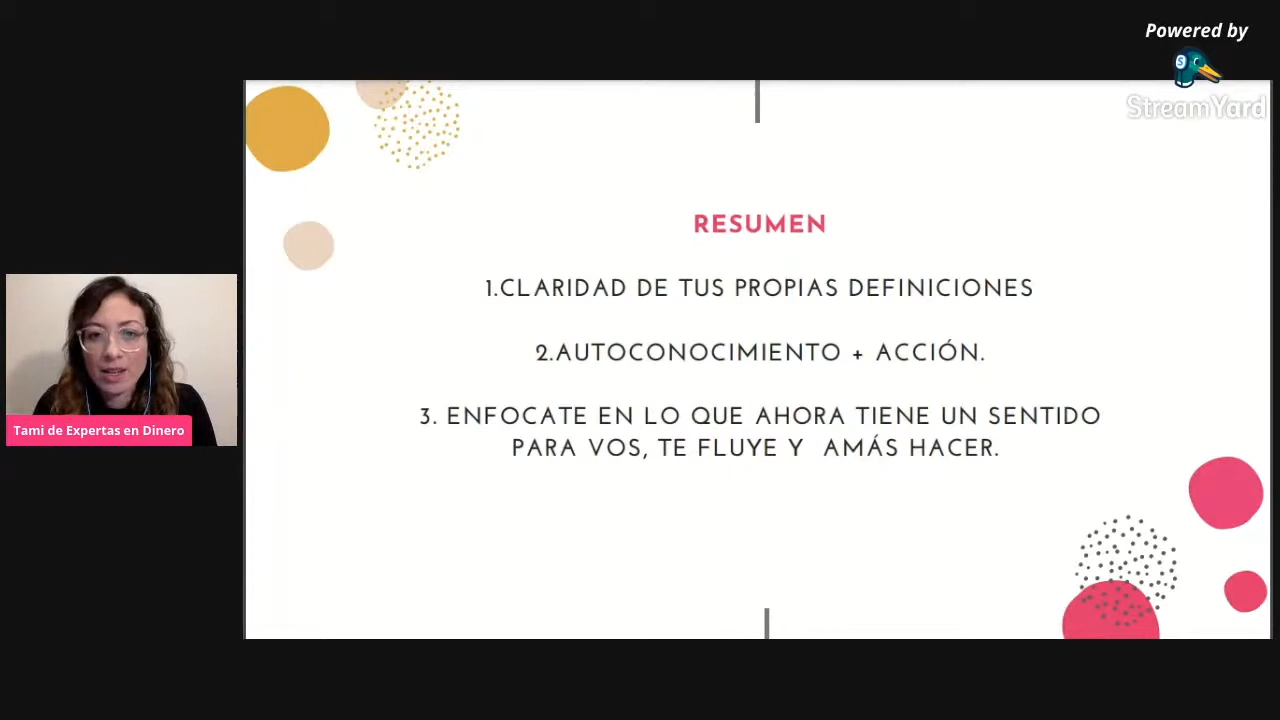 Powered by
StreamYard
RESUMEN
1.CLARIDAD DE TUS PROPIAS DEFINICIONES
2.AUTOCONOCIMIENTO + ACCIÓN.
3. ENFOCATE EN LO QUE AHORA TIENE UN SENTIDO
PARA VOS, TE FLUYE Y AMÁS HACER.
Tami de Expertas en Dinero